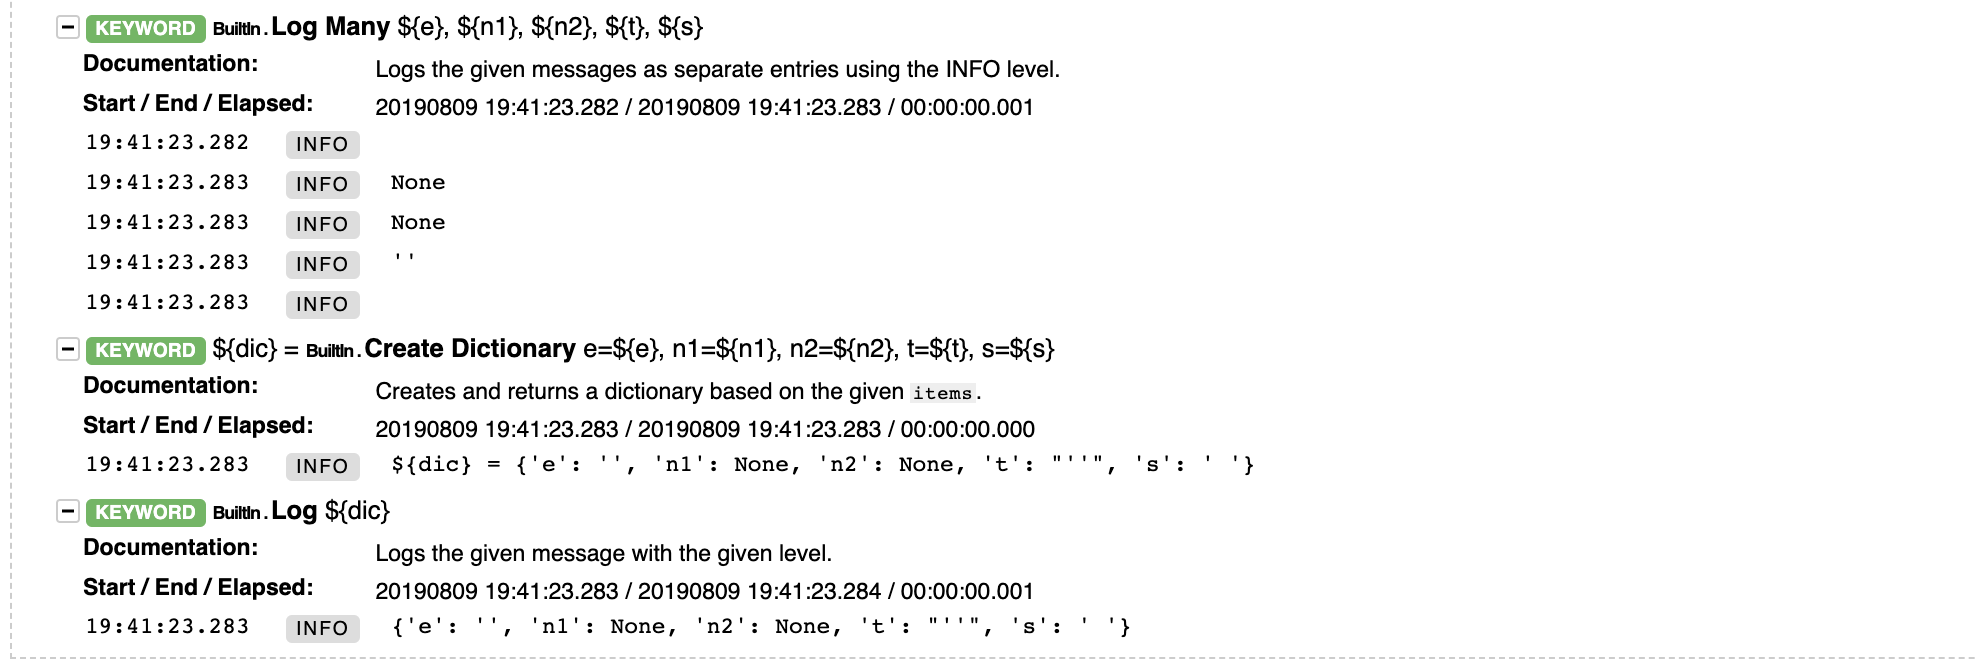 − KEYWORD BuiltIn.Log Many ${e}, ${n1}, ${n2}, ${t}, ${s}
Documentation: Logs the given messages as separate entries using the INFO level.
Start / End / Elapsed: 20190809 19:41:23.282 / 20190809 19:41:23.283 / 00:00:00.001
19:41:23.282 INFO
19:41:23.283 INFO None
19:41:23.283 INFO None
19:41:23.283 INFO ''
19:41:23.283 INFO
− KEYWORD ${dic} = BuiltIn.Create Dictionary e=${e}, n1=${n1}, n2=${n2}, t=${t}, s=${s}
Documentation: Creates and returns a dictionary based on the given items.
Start / End / Elapsed: 20190809 19:41:23.283 / 20190809 19:41:23.283 / 00:00:00.000
19:41:23.283 INFO ${dic} = {'e': '', 'n1': None, 'n2': None, 't': "''", 's': ' '}
− KEYWORD BuiltIn.Log ${dic}
Documentation: Logs the given message with the given level.
Start / End / Elapsed: 20190809 19:41:23.283 / 20190809 19:41:23.284 / 00:00:00.001
19:41:23.283 INFO {'e': '', 'n1': None, 'n2': None, 't': "''", 's': ' '}